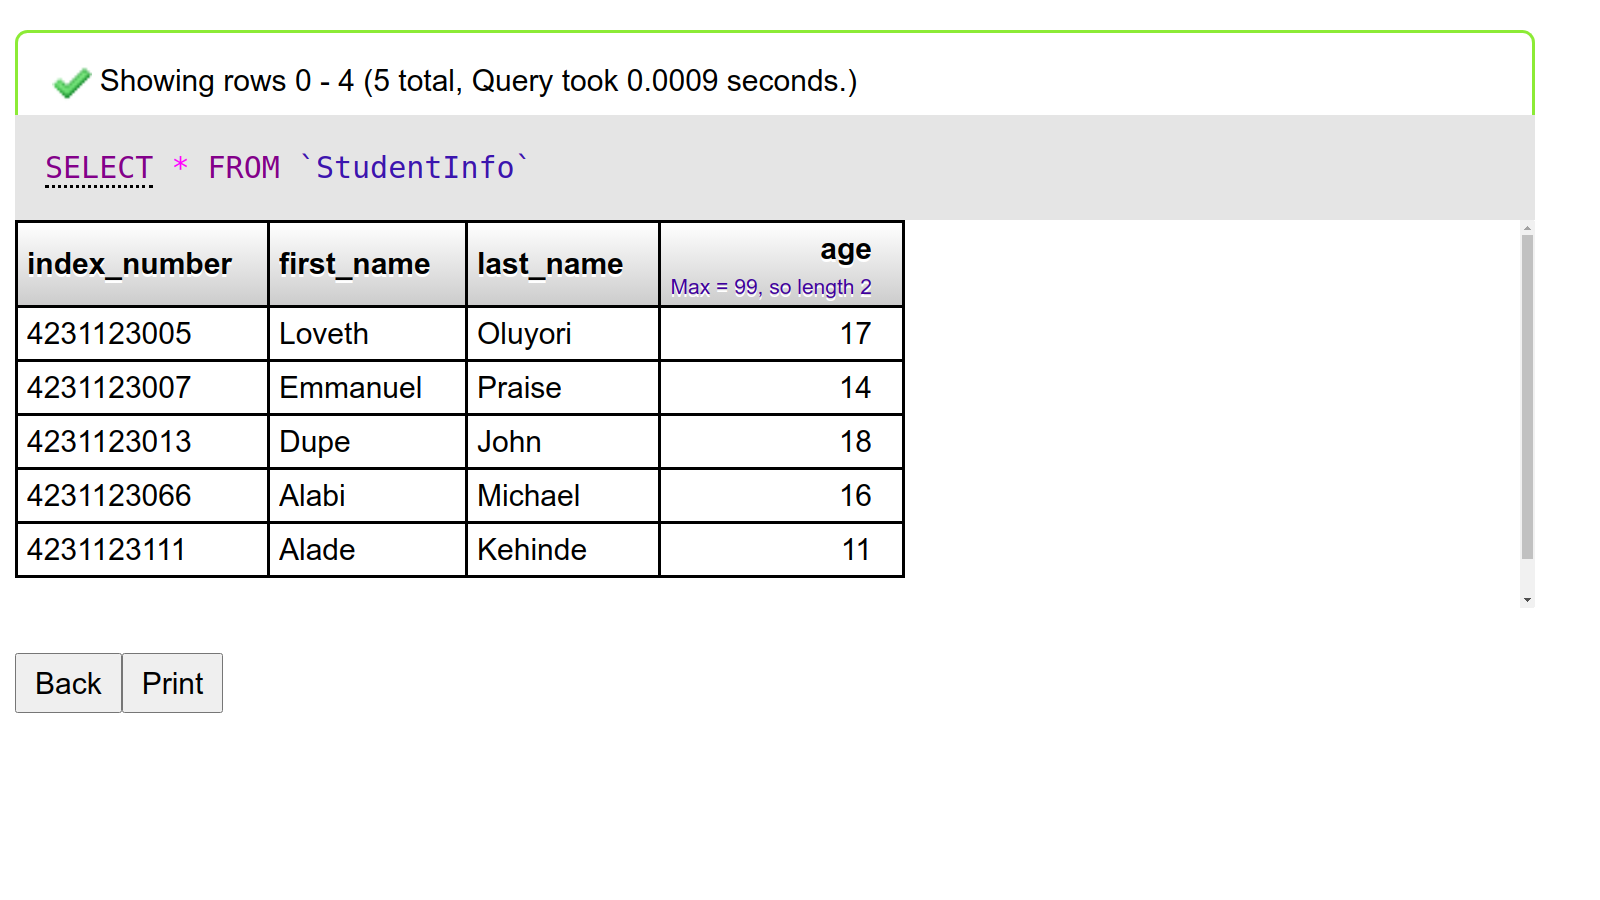 Showing rows 0 - 4 (5 total, Query took 0.0009 seconds.)
SELECT * FROM `StudentInfo`
index_number first_name last_name age
Max = 99, so length 2
4231123005 Loveth Oluyori 17
4231123007 Emmanuel Praise 14
4231123013 Dupe John 18
4231123066 Alabi Michael 16
4231123111 Alade Kehinde 11
Back Print